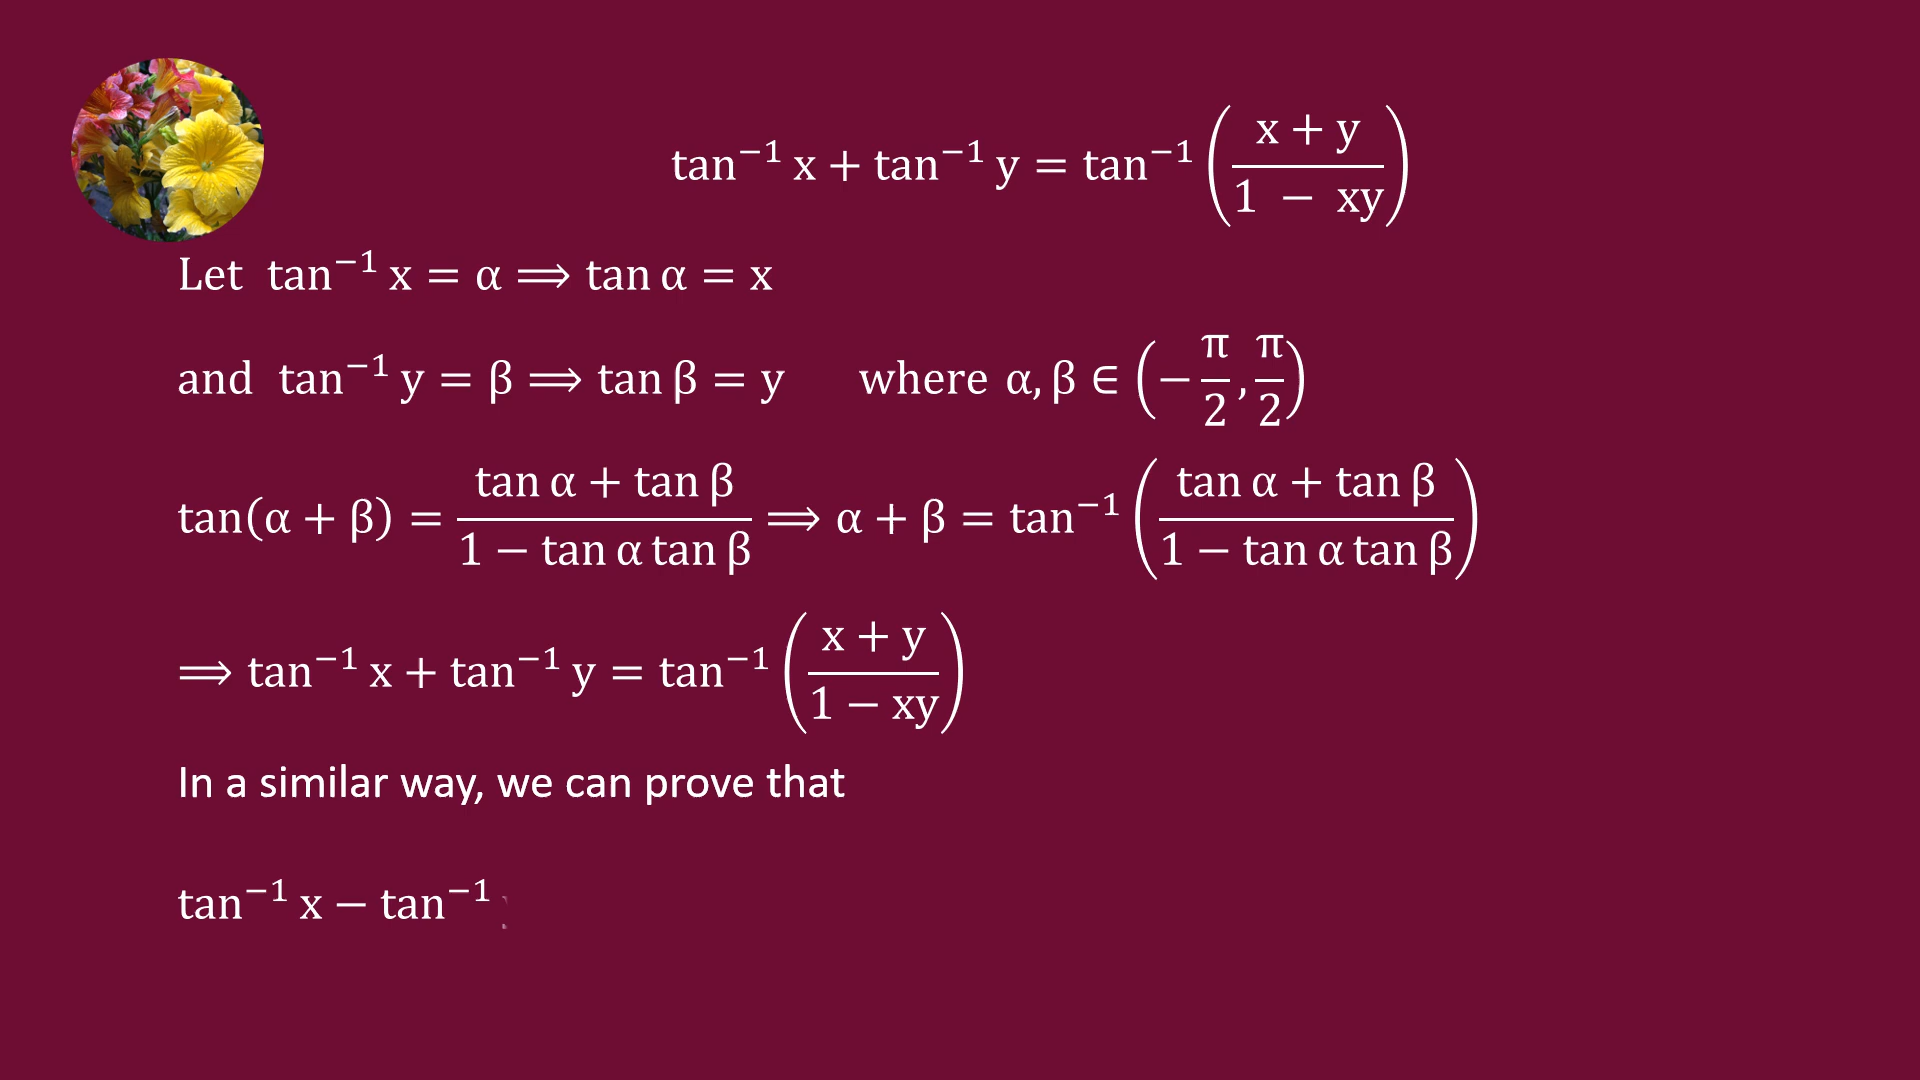 tan⁻¹ x + tan⁻¹ y = tan⁻¹ ((x + y)/(1 − xy))
Let tan⁻¹ x = α ⟹ tan α = x
and tan⁻¹ y = β ⟹ tan β = y where α, β ∈ (−π/2, π/2)
tan(α + β) = (tan α + tan β)/(1 − tan α tan β) ⟹ α + β = tan⁻¹ ((tan α + tan β)/(1 − tan α tan β))
⟹ tan⁻¹ x + tan⁻¹ y = tan⁻¹ ((x + y)/(1 − xy))
In a similar way, we can prove that
tan⁻¹ x − tan⁻¹